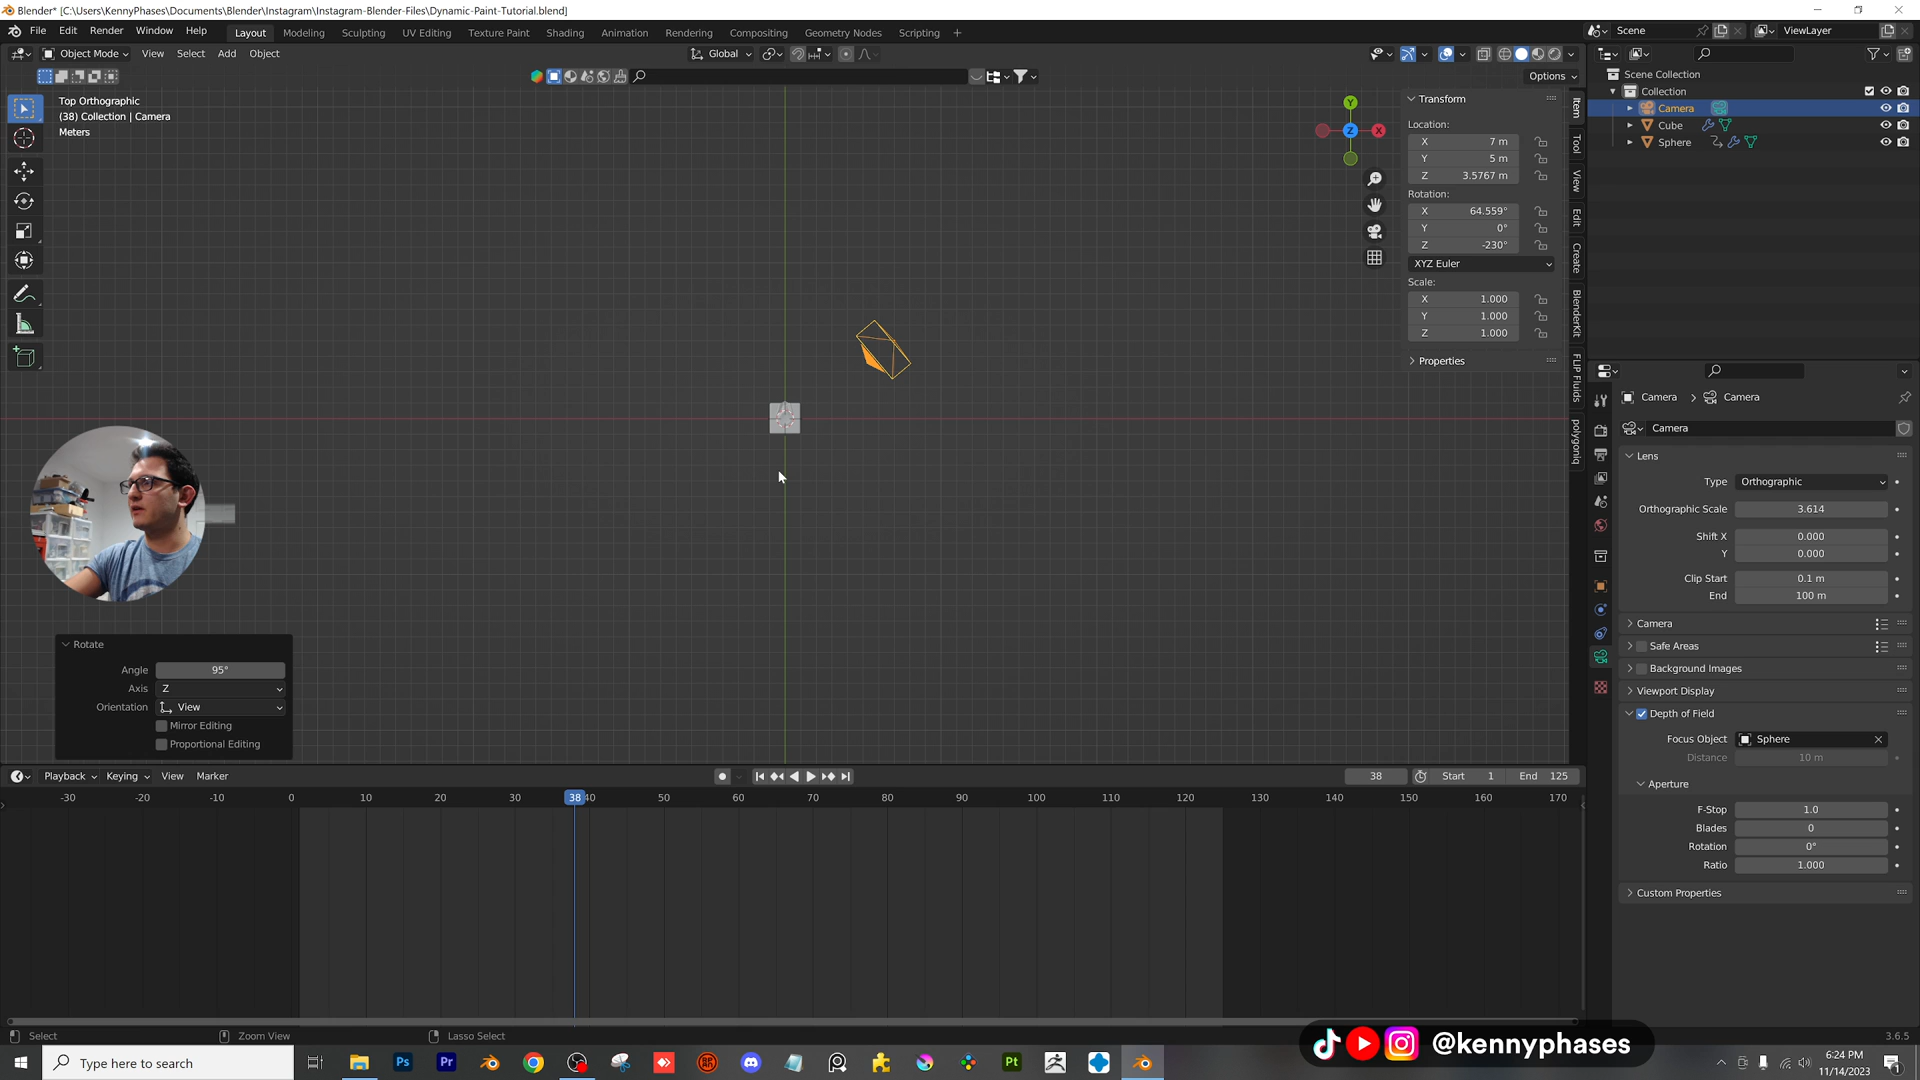 Blender* [C:\Users\KennyPhases\Documents\Blender\Instagram\Instagram-Blender-Files\Dynamic-Paint-Tutorial.blend]
File Edit Render Window Help Layout Modeling Sculpting UV Editing Texture Paint Shading Animation Rendering Compositing Geometry Nodes Scripting + Scene ViewLayer
Object Mode View Select Add Object Global
Options
Top Orthographic
(38) Collection | Camera
Meters
Y
Z
X
Transform
Location:
X 7 m
Y 5 m
Z 3.5767 m
Rotation:
X 64.559°
Y 0°
Z -230°
XYZ Euler
Scale:
X 1.000
Y 1.000
Z 1.000
Properties
Item
Tool
View
Edit
Create
BlenderKit
FLIP Fluids
polygoniq
Scene Collection
Collection
Camera
Cube
Sphere
Camera > Camera
Camera
Lens
Type Orthographic
Orthographic Scale 3.614
Shift X 0.000
Y 0.000
Clip Start 0.1 m
End 100 m
Camera
Safe Areas
Background Images
Viewport Display
Depth of Field
Focus Object Sphere
Distance 10 m
Aperture
F-Stop 1.0
Blades 0
Rotation 0°
Ratio 1.000
Custom Properties
Rotate
Angle 95°
Axis Z
Orientation View
Mirror Editing
Proportional Editing
Playback Keying View Marker 38 Start 1 End 125
-30 -20 -10 0 10 20 30 38 40 50 60 70 80 90 100 110 120 130 140 150 160 170
Select Zoom View Lasso Select 3.6.5
@kennyphases
Type here to search
Ps
Pr
Pt
6:24 PM
11/14/2023
1